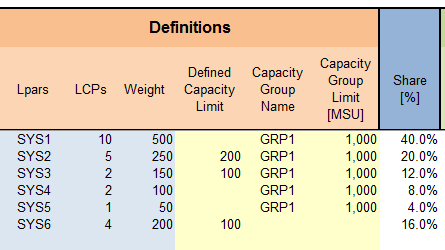 Definitions
Lpars LCPs Weight Defined Capacity Limit Capacity Group Name Capacity Group Limit [MSU] Share [%]
SYS1 10 500 GRP1 1,000 40.0%
SYS2 5 250 200 GRP1 1,000 20.0%
SYS3 2 150 100 GRP1 1,000 12.0%
SYS4 2 100 GRP1 1,000 8.0%
SYS5 1 50 GRP1 1,000 4.0%
SYS6 4 200 100 16.0%